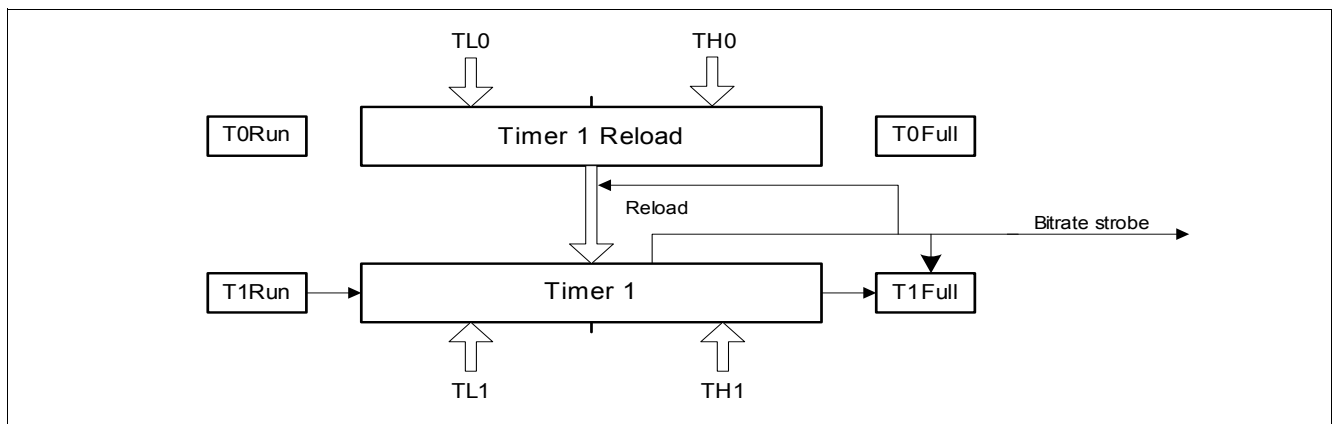 TL0 TH0
T0Run Timer 1 Reload T0Full
Reload
Bitrate strobe
T1Run Timer 1 T1Full
TL1 TH1